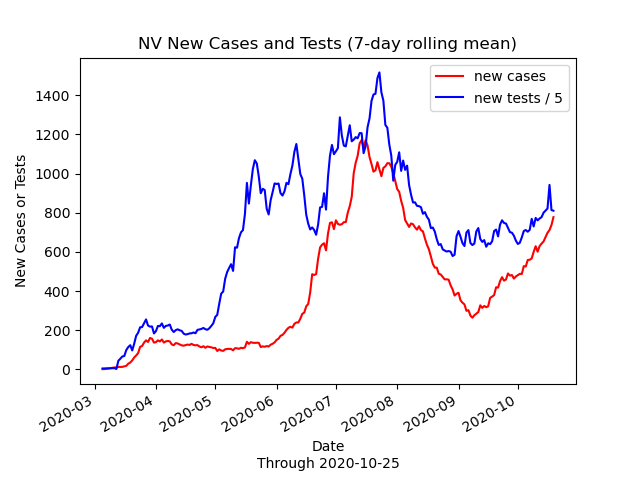 NV New Cases and Tests (7-day rolling mean)
new cases
new tests / 5
New Cases or Tests
1400
1200
1000
800
600
400
200
0
2020-03
2020-04
2020-05
2020-06
2020-07
2020-08
2020-09
2020-10
Date
Through 2020-10-25